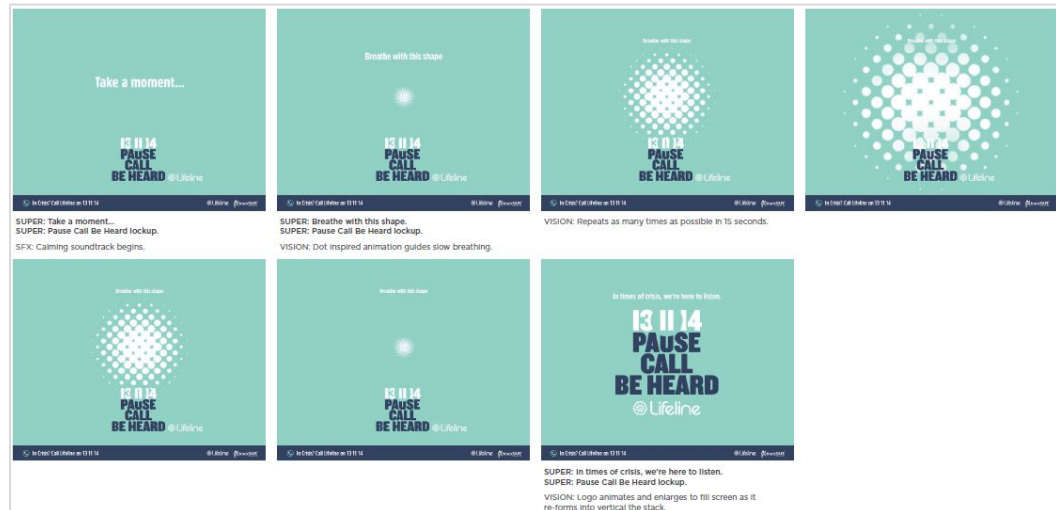 Take a moment...
13 11 14
PAUSE
CALL
BE HEARD Lifeline
In Crisis? Call Lifeline on 13 11 14
Lifeline
SUPER: Take a moment...
SUPER: Pause Call Be Heard lockup.
SFX: Calming soundtrack begins.
Breathe with this shape
13 11 14
PAUSE
CALL
BE HEARD Lifeline
In Crisis? Call Lifeline on 13 11 14
Lifeline
SUPER: Breathe with this shape.
SUPER: Pause Call Be Heard lockup.
VISION: Dot inspired animation guides slow breathing.
Breathe with this shape
13 11 14
PAUSE
CALL
BE HEARD Lifeline
In Crisis? Call Lifeline on 13 11 14
Lifeline
VISION: Repeats as many times as possible in 15 seconds.
Breathe with this shape
13 11 14
PAUSE
CALL
BE HEARD Lifeline
In Crisis? Call Lifeline on 13 11 14
Lifeline
Breathe with this shape
13 11 14
PAUSE
CALL
BE HEARD Lifeline
In Crisis? Call Lifeline on 13 11 14
Lifeline
Breathe with this shape
13 11 14
PAUSE
CALL
BE HEARD Lifeline
In Crisis? Call Lifeline on 13 11 14
Lifeline
In times of crisis, we're here to listen.
13 11 14
PAUSE
CALL
BE HEARD
Lifeline
In Crisis? Call Lifeline on 13 11 14
Lifeline
SUPER: In times of crisis, we're here to listen.
SUPER: Pause Call Be Heard lockup.
VISION: Logo animates and enlarges to fill screen as it
re-forms into vertical the stack.